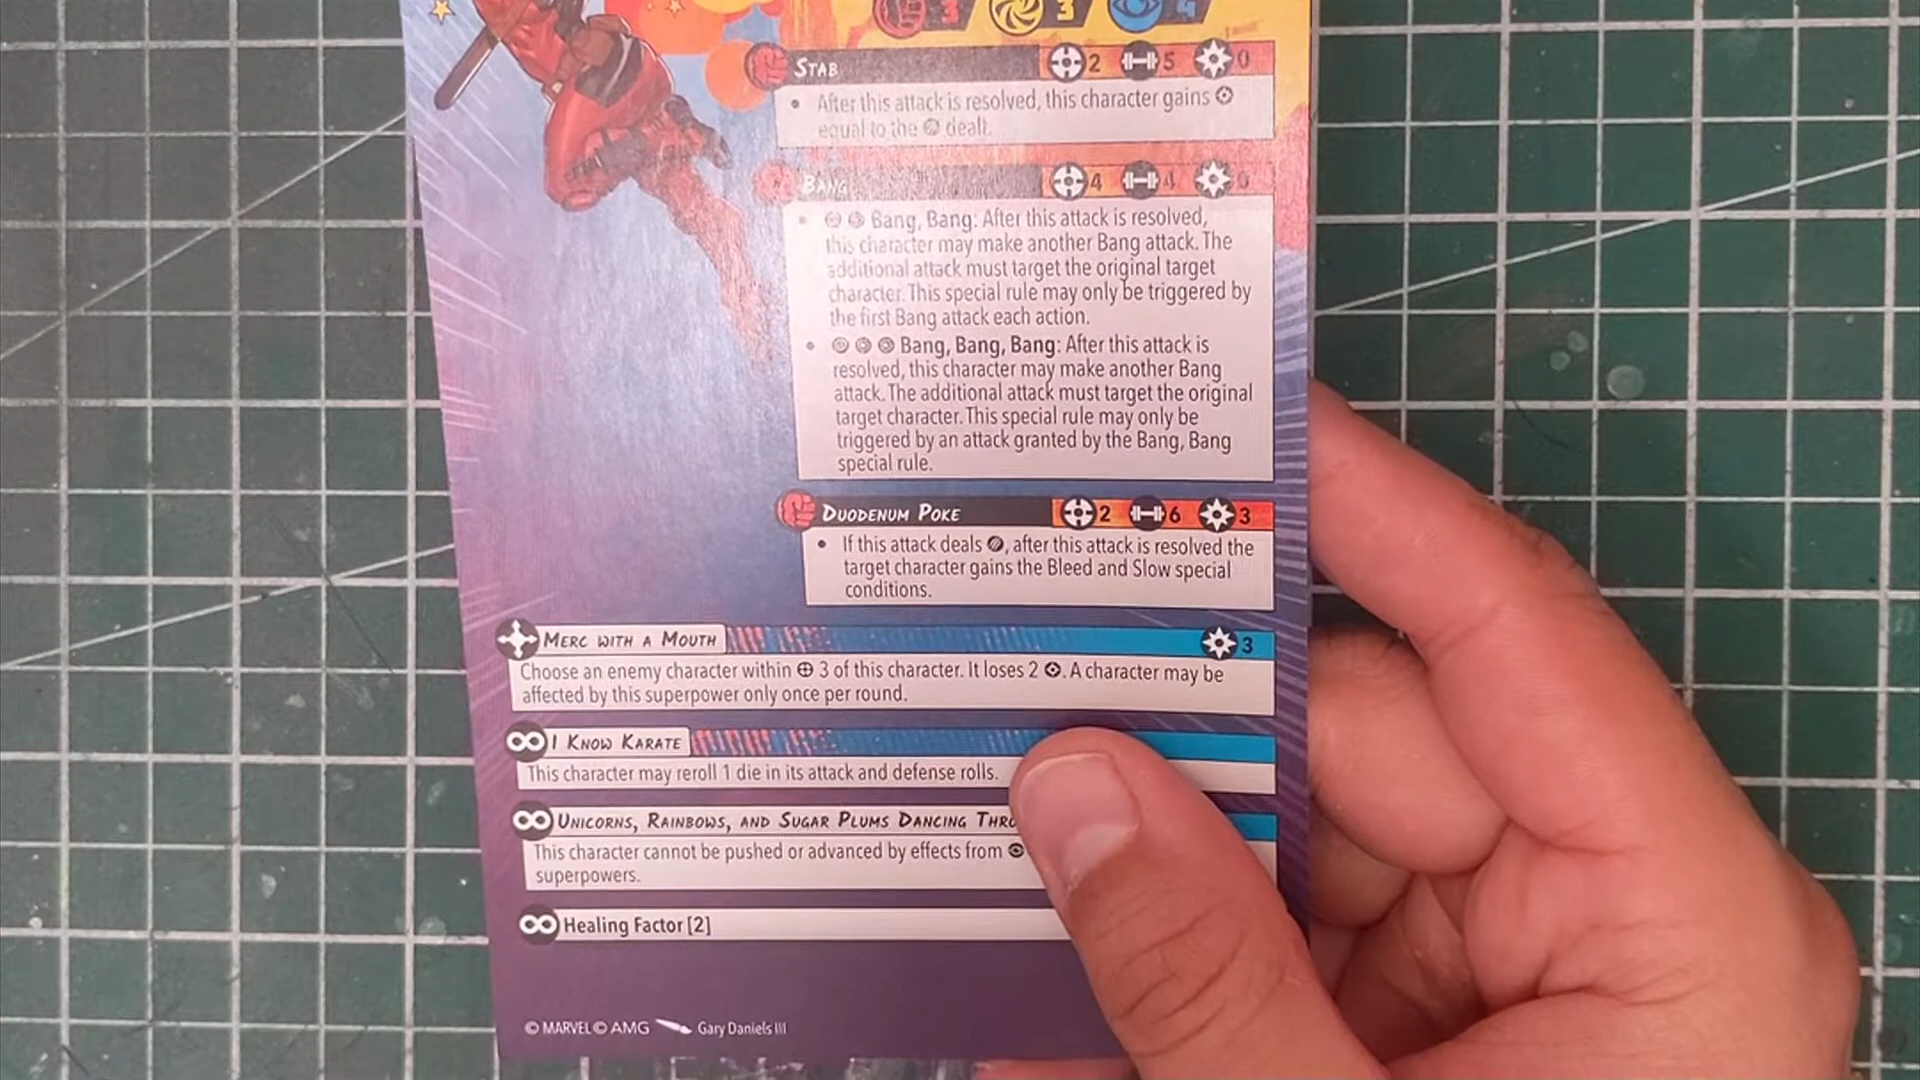 3 3 4
STAB 2 5 0
• After this attack is resolved, this character gains
equal to the dealt.
BANG 4 4 0
• Bang, Bang: After this attack is resolved,
this character may make another Bang attack. The
additional attack must target the original target
character. This special rule may only be triggered by
the first Bang attack each action.
• Bang, Bang, Bang: After this attack is
resolved, this character may make another Bang
attack. The additional attack must target the original
target character. This special rule may only be
triggered by an attack granted by the Bang, Bang
special rule.
DUODENUM POKE 2 6 3
• If this attack deals , after this attack is resolved the
target character gains the Bleed and Slow special
conditions.
MERC WITH A MOUTH 3
Choose an enemy character within 3 of this character. It loses 2 . A character may be
affected by this superpower only once per round.
I KNOW KARATE
This character may reroll 1 die in its attack and defense rolls.
UNICORNS, RAINBOWS, AND SUGAR PLUMS DANCING
This character cannot be pushed or advanced by effects from
superpowers.
Healing Factor [2]
© MARVEL © AMG Gary Daniels III